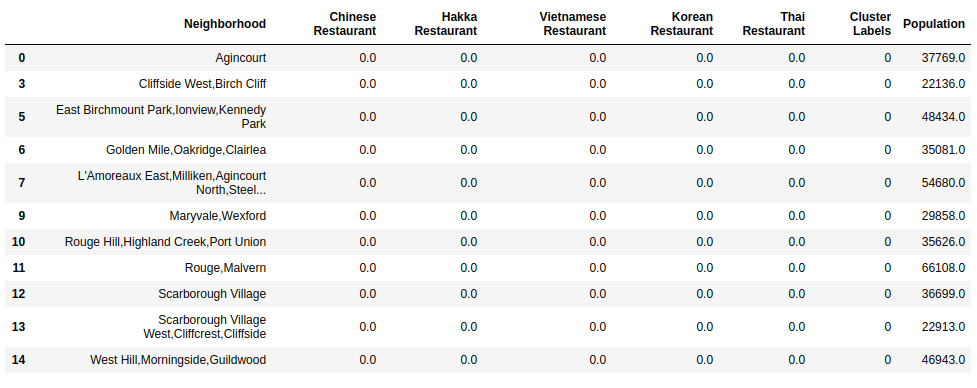 Neighborhood Chinese Restaurant Hakka Restaurant Vietnamese Restaurant Korean Restaurant Thai Restaurant Cluster Labels Population
0 Agincourt 0.0 0.0 0.0 0.0 0.0 0 37769.0
3 Cliffside West,Birch Cliff 0.0 0.0 0.0 0.0 0.0 0 22136.0
5 East Birchmount Park,Ionview,Kennedy Park 0.0 0.0 0.0 0.0 0.0 0 48434.0
6 Golden Mile,Oakridge,Clairlea 0.0 0.0 0.0 0.0 0.0 0 35081.0
7 L'Amoreaux East,Milliken,Agincourt North,Steel... 0.0 0.0 0.0 0.0 0.0 0 54680.0
9 Maryvale,Wexford 0.0 0.0 0.0 0.0 0.0 0 29858.0
10 Rouge Hill,Highland Creek,Port Union 0.0 0.0 0.0 0.0 0.0 0 35626.0
11 Rouge,Malvern 0.0 0.0 0.0 0.0 0.0 0 66108.0
12 Scarborough Village 0.0 0.0 0.0 0.0 0.0 0 36699.0
13 Scarborough Village West,Cliffcrest,Cliffside 0.0 0.0 0.0 0.0 0.0 0 22913.0
14 West Hill,Morningside,Guildwood 0.0 0.0 0.0 0.0 0.0 0 46943.0